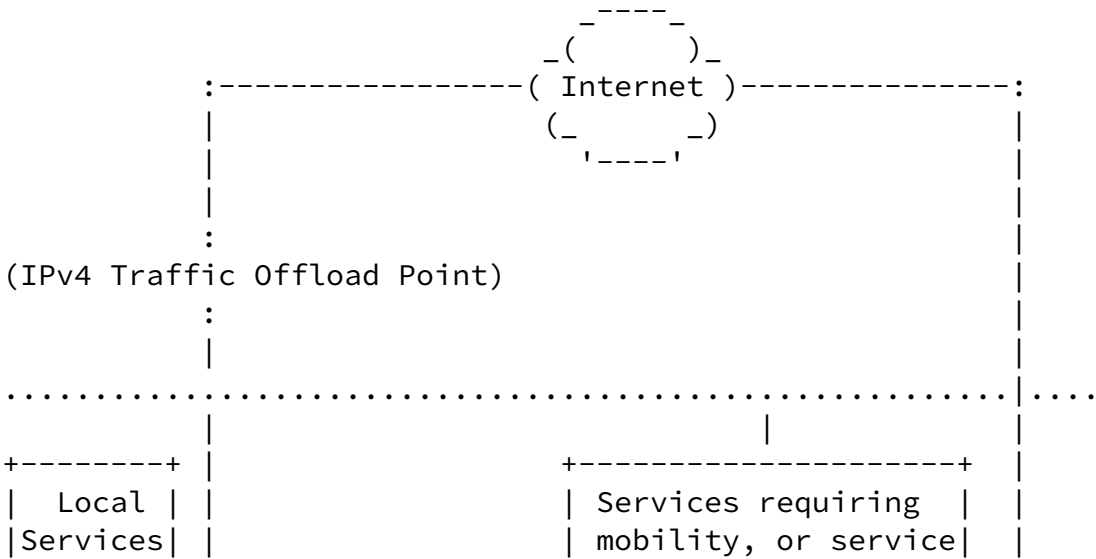 _----_
                              _(      )_
           :-----------------( Internet )---------------:
           |                  (_      _)                |
           |                    '----'                  |
           |                                            |
           :                                            |
(IPv4 Traffic Offload Point)                            |
           :                                            |
           |                                            |
........................................................|....
           |                              |             |
+--------+ |                   +---------------------+  |
|  Local | |                   | Services requiring  |  |
|Services| |                   | mobility, or service|  |